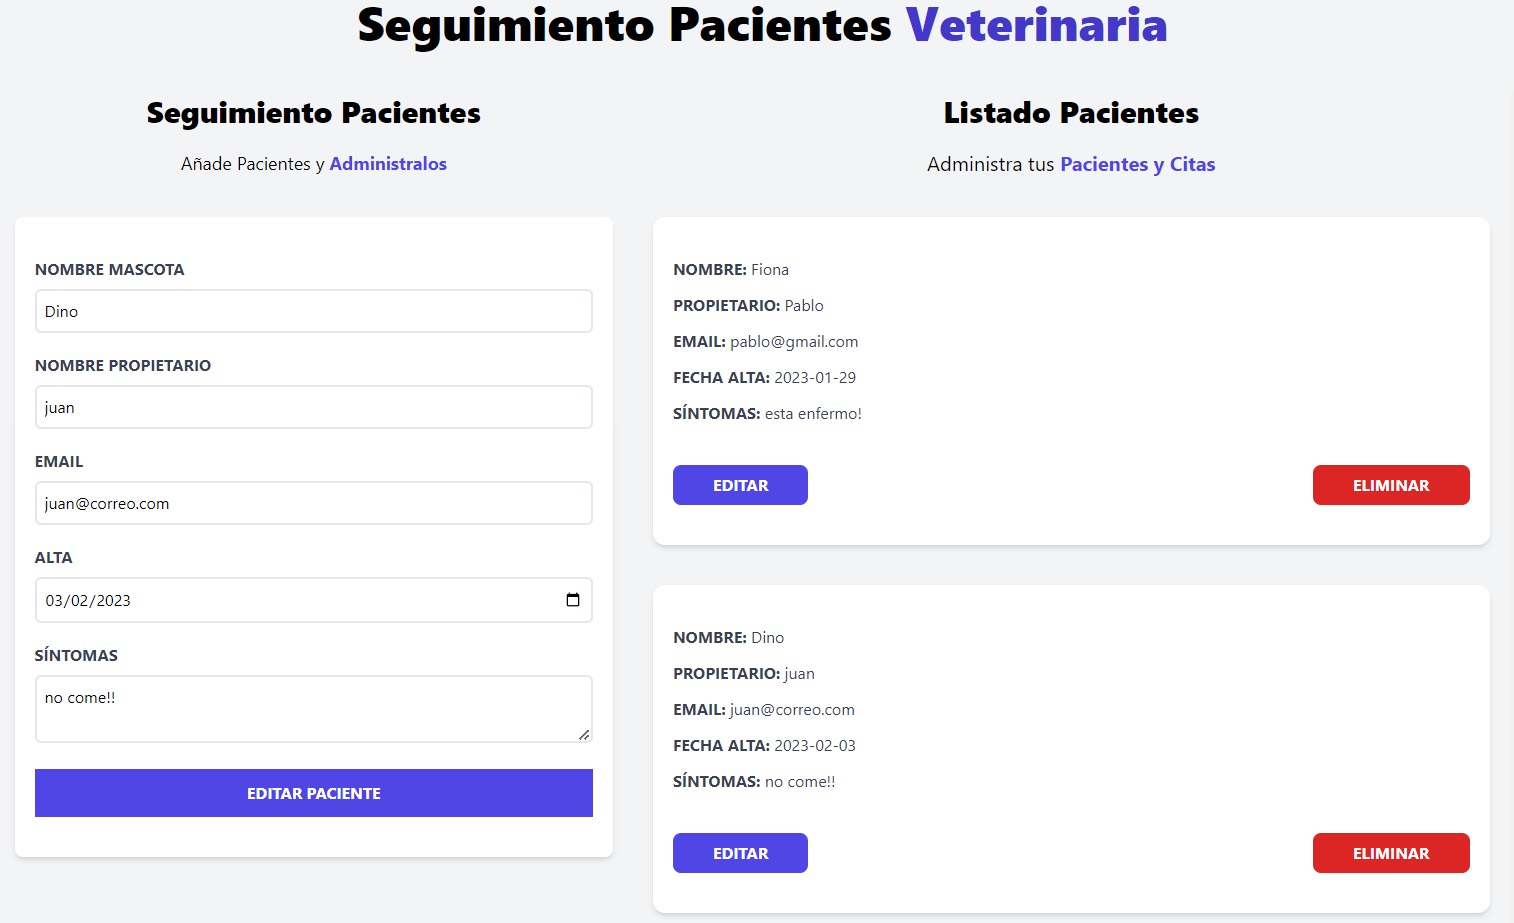 Seguimiento Pacientes Veterinaria
Seguimiento Pacientes
Añade Pacientes y Administralos
NOMBRE MASCOTA
Dino
NOMBRE PROPIETARIO
juan
EMAIL
juan@correo.com
ALTA
03/02/2023
SÍNTOMAS
no come!!
EDITAR PACIENTE
Listado Pacientes
Administra tus Pacientes y Citas
NOMBRE: Fiona
PROPIETARIO: Pablo
EMAIL: pablo@gmail.com
FECHA ALTA: 2023-01-29
SÍNTOMAS: esta enfermo!
EDITAR
ELIMINAR
NOMBRE: Dino
PROPIETARIO: juan
EMAIL: juan@correo.com
FECHA ALTA: 2023-02-03
SÍNTOMAS: no come!!
EDITAR
ELIMINAR